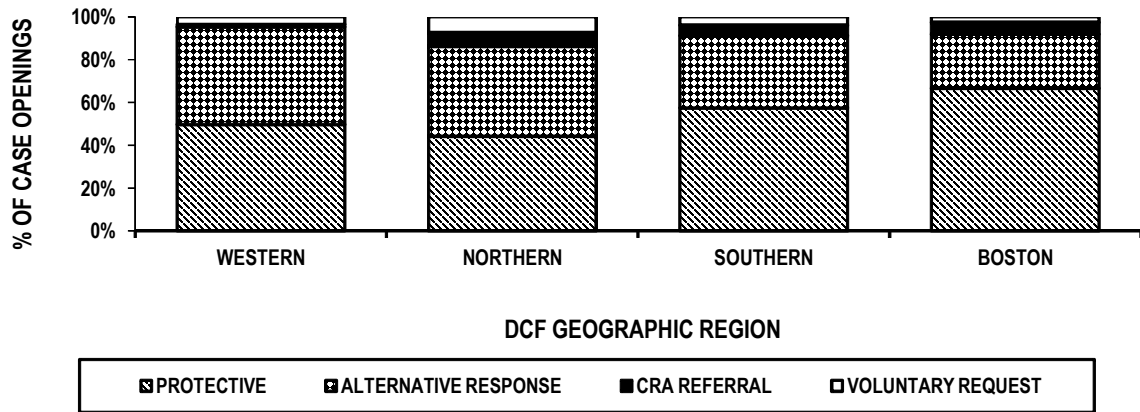 % OF CASE OPENINGS
100%
80%
60%
40%
20%
0%
WESTERN NORTHERN SOUTHERN BOSTON
DCF GEOGRAPHIC REGION
PROTECTIVE ALTERNATIVE RESPONSE CRA REFERRAL VOLUNTARY REQUEST